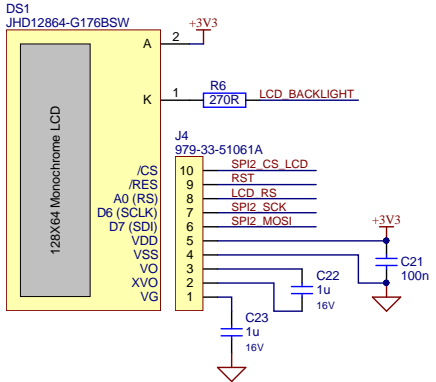 DS1
JHD12864-G176BSW
+3V3
A 2
K 1
R6
270R
LCD_BACKLIGHT
128X64 Monochrome LCD
J4
979-33-51061A
/CS 10 SPI2_CS_LCD
/RES 9 RST
A0 (RS) 8 LCD_RS
D6 (SCLK) 7 SPI2_SCK
D7 (SDI) 6 SPI2_MOSI
VDD 5
+3V3
VSS 4
VO 3
XVO 2
VG 1
C21
100n
C22
1u
16V
C23
1u
16V